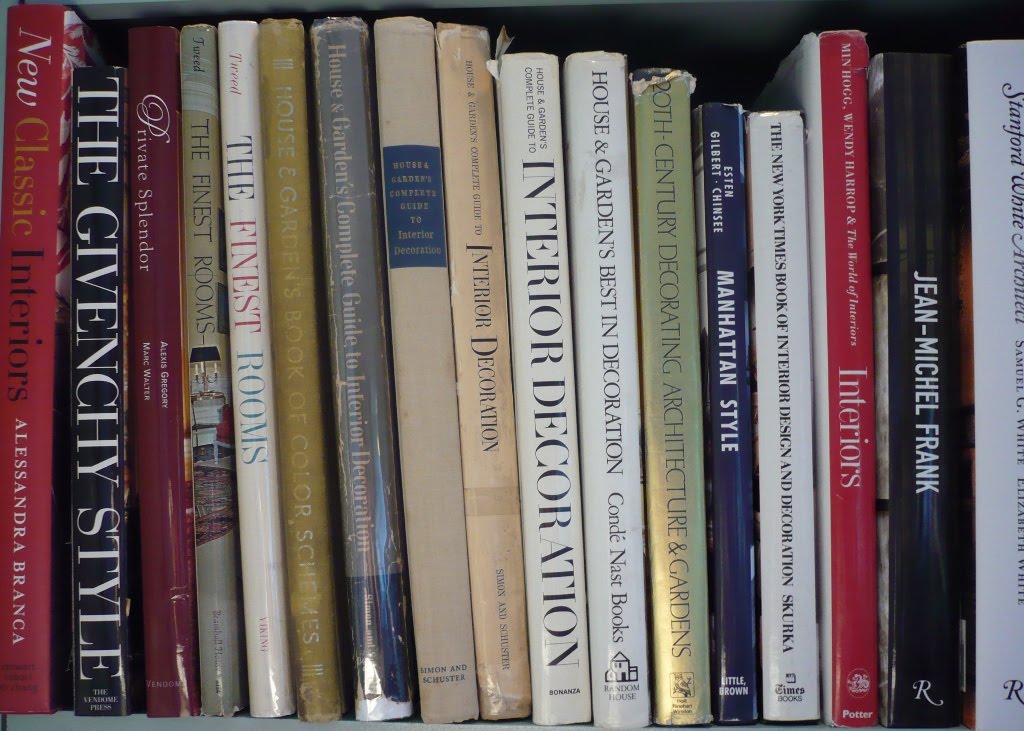 New Classic Interiors ALESSANDRA BRANCA
THE GIVENCHY STYLE
THE
VENDOME
PRESS
Private Splendor
ALEXIS GREGORY
MARC WALTER
VENDOME
Tweed THE FINEST ROOMS
Tweed THE FINEST ROOMS VIKING
HOUSE & GARDEN'S BOOK OF COLOR SCHEMES
House & Garden's Complete Guide to Interior Decoration Simon and
HOUSE &
GARDEN'S
COMPLETE
GUIDE
TO
Interior
Decoration
SIMON AND
SCHUSTER
HOUSE & GARDEN'S COMPLETE GUIDE TO INTERIOR DECORATION SIMON AND SCHUSTER
HOUSE & GARDEN'S
COMPLETE GUIDE TO
INTERIOR DECORATION
BONANZA
HOUSE & GARDEN'S BEST IN DECORATION Condé Nast Books
RANDOM
HOUSE
20TH-CENTURY DECORATING ARCHITECTURE & GARDENS
Holt
Rinehart
Winston
ESTEN
GILBERT · CHINSEE
MANHATTAN STYLE
LITTLE,
BROWN
THE NEW YORK TIMES BOOK OF INTERIOR DESIGN AND DECORATION SKURKA
Times
BOOKS
MIN HOGG, WENDY HARROP & The World of Interiors Interiors
Potter
JEAN-MICHEL FRANK
R
Stanford White Architect SAMUEL G. WHITE ELIZABETH WHITE
R